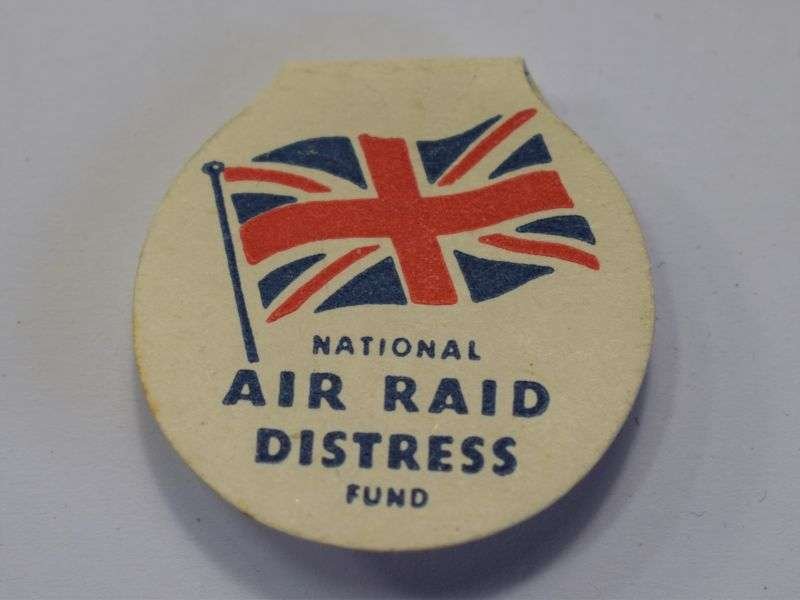 NATIONAL
AIR RAID
DISTRESS
FUND